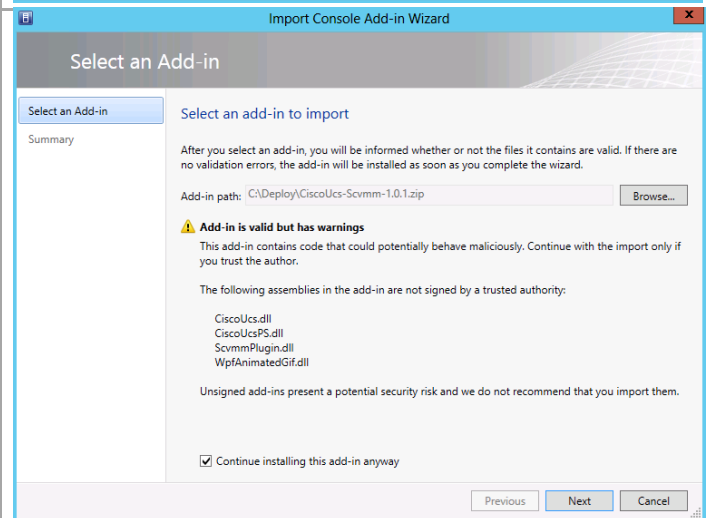 Import Console Add-in Wizard
x
Select an Add-in
Select an Add-in
Summary
Select an add-in to import
After you select an add-in, you will be informed whether or not the files it contains are valid. If there are
no validation errors, the add-in will be installed as soon as you complete the wizard.
Add-in path: C:\Deploy\CiscoUcs-Scvmm-1.0.1.zip Browse...
Add-in is valid but has warnings
This add-in contains code that could potentially behave maliciously. Continue with the import only if
you trust the author.
The following assemblies in the add-in are not signed by a trusted authority:
CiscoUcs.dll
CiscoUcsPS.dll
ScvmmPlugin.dll
WpfAnimatedGif.dll
Unsigned add-ins present a potential security risk and we do not recommend that you import them.
Continue installing this add-in anyway
Previous Next Cancel